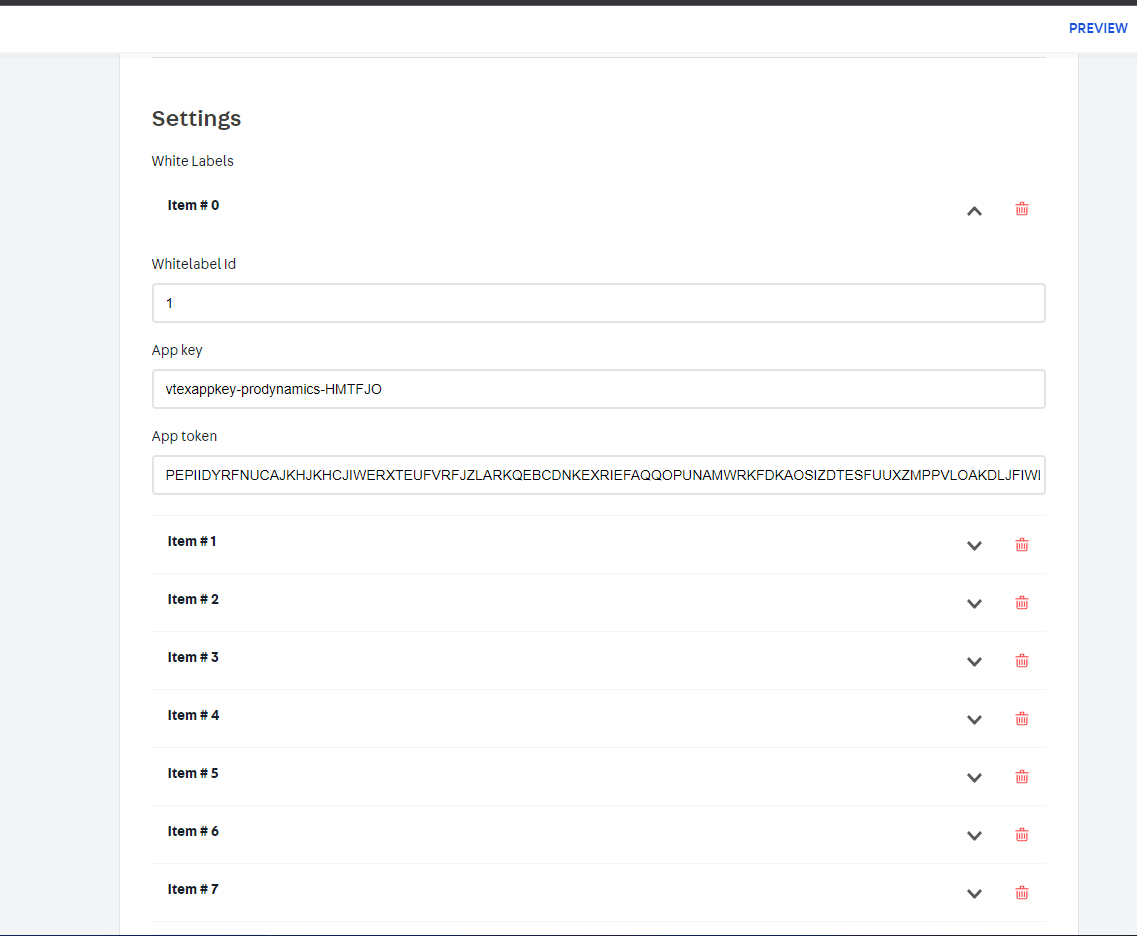 PREVIEW
Settings
White Labels
Item # 0
Whitelabel Id
1
App key
vtexappkey-prodynamics-HMTFJO
App token
PEPIIDYRFNUCAJKHJKHCJIWERXTEUFVRFJZLARKQEBCDNKEXRIEFAQQOPUNAMWRKFDKAOSIZDTESFUUXZMPPVLOAKDLJFIWI
Item # 1
Item # 2
Item # 3
Item # 4
Item # 5
Item # 6
Item # 7